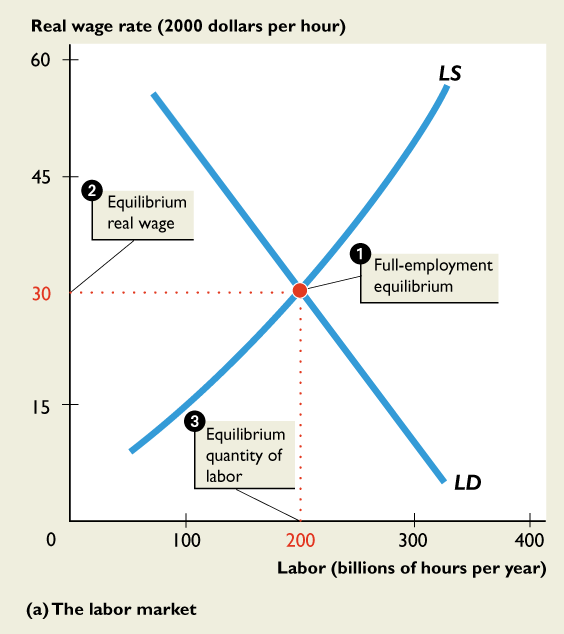 Real wage rate (2000 dollars per hour)
60
LS
45
2
Equilibrium
real wage
1
Full-employment
equilibrium
30
15
3
Equilibrium
quantity of
labor
LD
0
100
200
300
400
Labor (billions of hours per year)
(a) The labor market